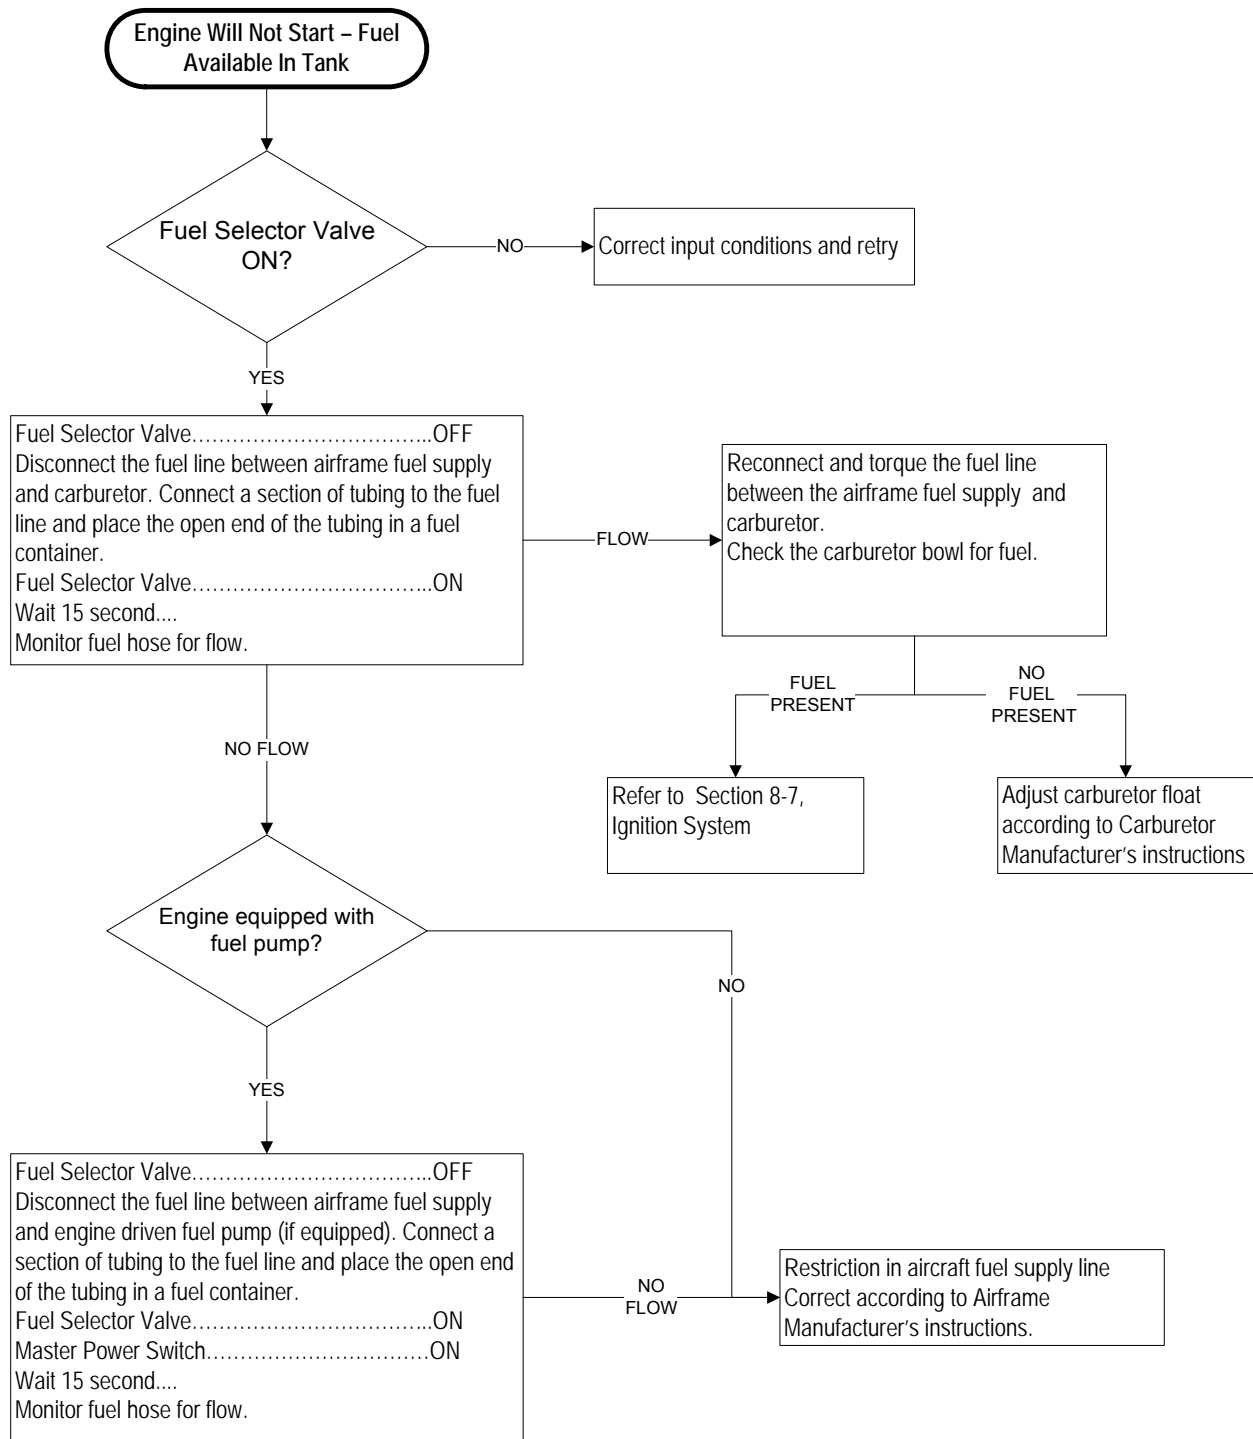 Engine Will Not Start – Fuel
Available In Tank
Fuel Selector Valve
ON?
NO
Correct input conditions and retry
YES
Fuel Selector Valve……………………………..OFF
Disconnect the fuel line between airframe fuel supply
and carburetor. Connect a section of tubing to the fuel
line and place the open end of the tubing in a fuel
container.
Fuel Selector Valve……………………………..ON
Wait 15 second....
Monitor fuel hose for flow.
FLOW
Reconnect and torque the fuel line
between the airframe fuel supply and
carburetor.
Check the carburetor bowl for fuel.
FUEL
PRESENT
NO
FUEL
PRESENT
NO FLOW
Refer to Section 8-7,
Ignition System
Adjust carburetor float
according to Carburetor
Manufacturer's instructions
Engine equipped with
fuel pump?
NO
YES
Fuel Selector Valve……………………………..OFF
Disconnect the fuel line between airframe fuel supply
and engine driven fuel pump (if equipped). Connect a
section of tubing to the fuel line and place the open end
of the tubing in a fuel container.
Fuel Selector Valve……………………………..ON
Master Power Switch……………………………ON
Wait 15 second....
Monitor fuel hose for flow.
NO
FLOW
Restriction in aircraft fuel supply line
Correct according to Airframe
Manufacturer's instructions.